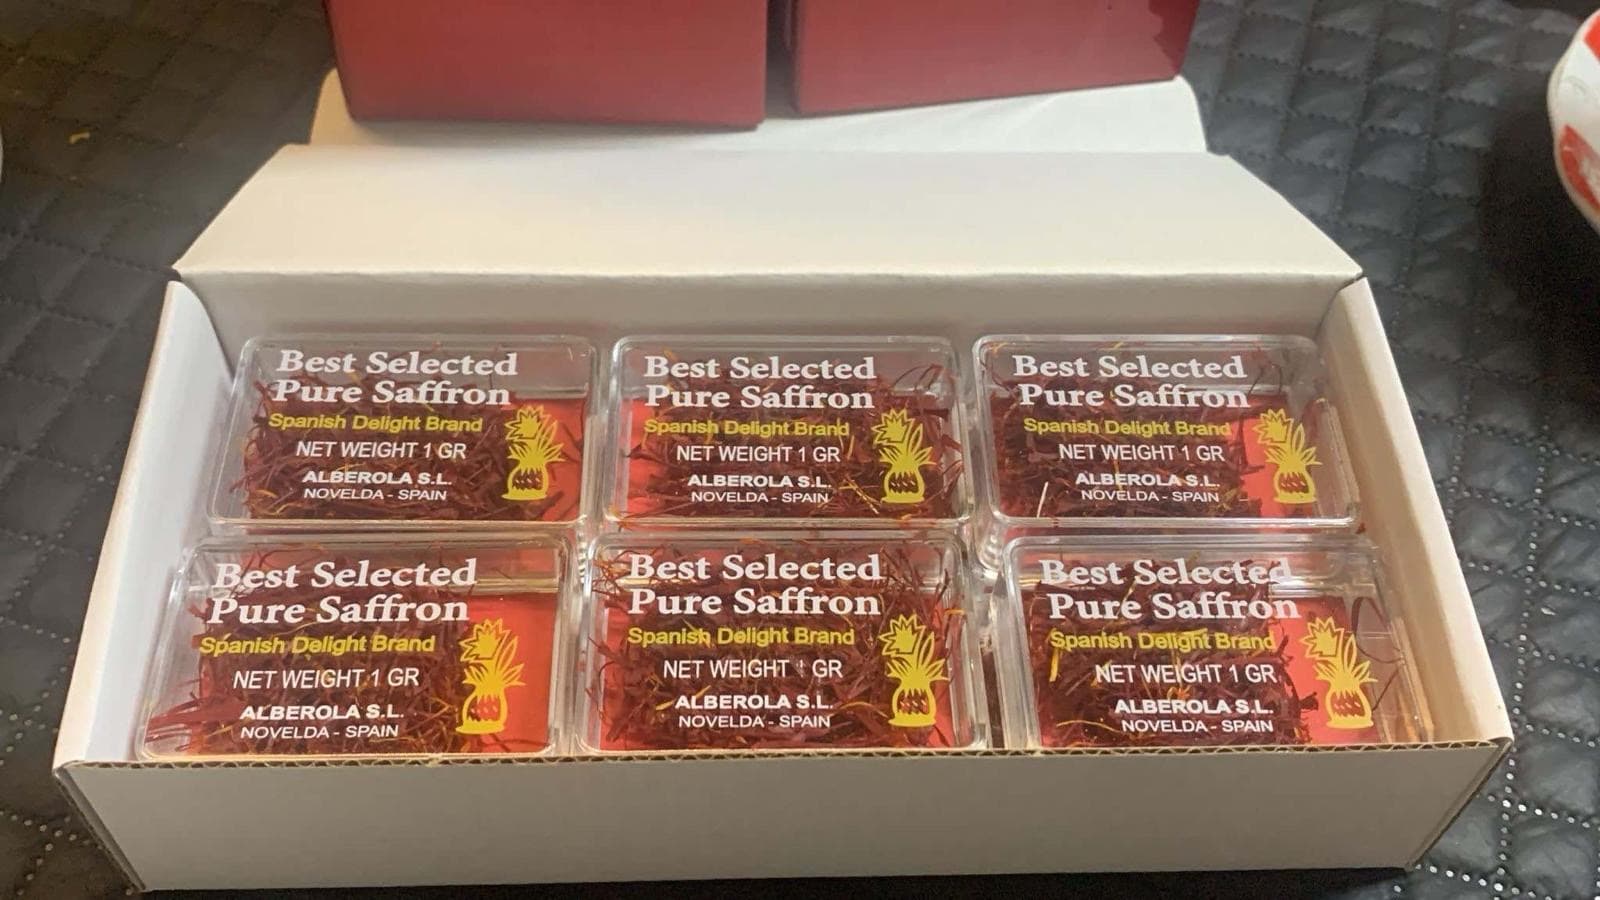 Best Selected
Pure Saffron
Spanish Delight Brand
NET WEIGHT 1 GR
ALBEROLA S.L.
NOVELDA - SPAIN
Best Selected
Pure Saffron
Spanish Delight Brand
NET WEIGHT 1 GR
ALBEROLA S.L.
NOVELDA - SPAIN
Best Selected
Pure Saffron
Spanish Delight Brand
NET WEIGHT 1 GR
ALBEROLA S.L.
NOVELDA - SPAIN
Best Selected
Pure Saffron
Spanish Delight Brand
NET WEIGHT 1 GR
ALBEROLA S.L.
NOVELDA - SPAIN
Best Selected
Pure Saffron
Spanish Delight Brand
NET WEIGHT 1 GR
ALBEROLA S.L.
NOVELDA - SPAIN
Best Selected
Pure Saffron
Spanish Delight Brand
NET WEIGHT 1 GR
ALBEROLA S.L.
NOVELDA - SPAIN